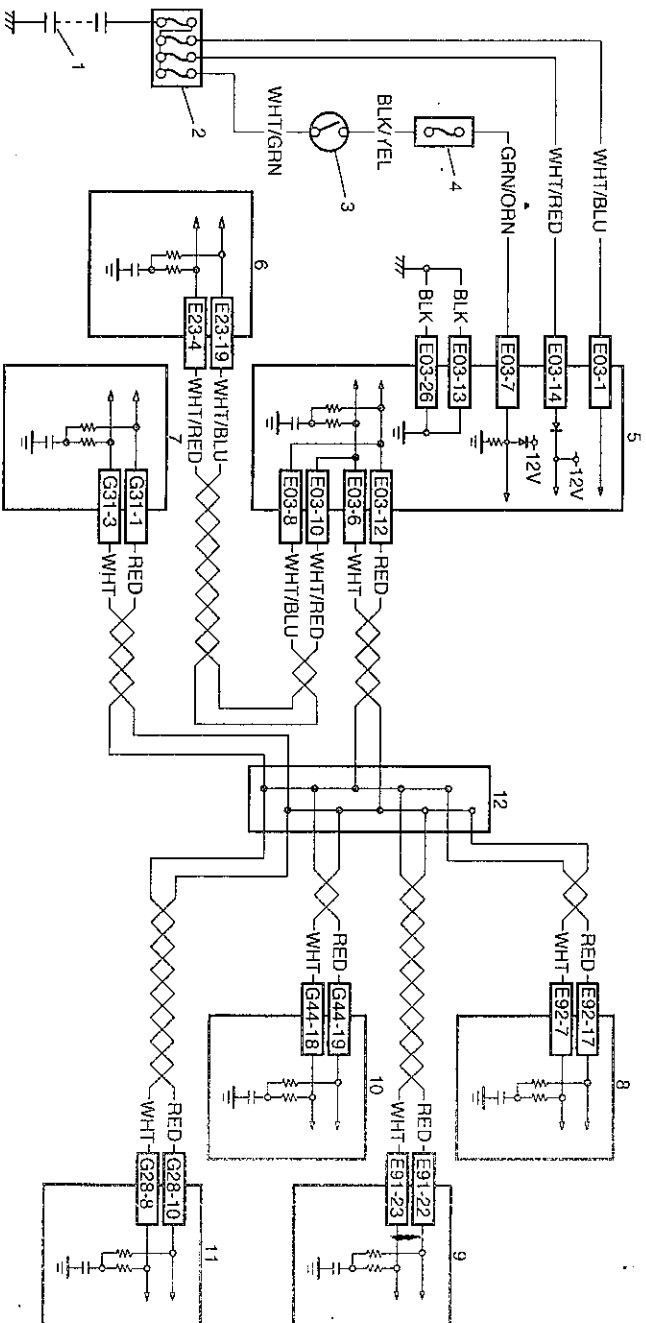 1
2
3
4
WHT/GRN
BLK/YEL
GRN/ORN
WHT/RED
WHT/BLU
5
E03-1
E03-14
E03-7
E03-13
E03-26
BLK
BLK
12V
12V
E03-12
E03-6
E03-10
E03-8
RED
WHT
WHT/RED
WHT/BLU
6
E23-19
E23-4
WHT/BLU
WHT/RED
7
G31-1
G31-3
RED
WHT
12
8
RED
WHT
E92-17
E92-7
9
RED
WHT
E91-22
E91-23
10
RED
WHT
G44-19
G44-18
11
RED
WHT
G28-10
G28-8